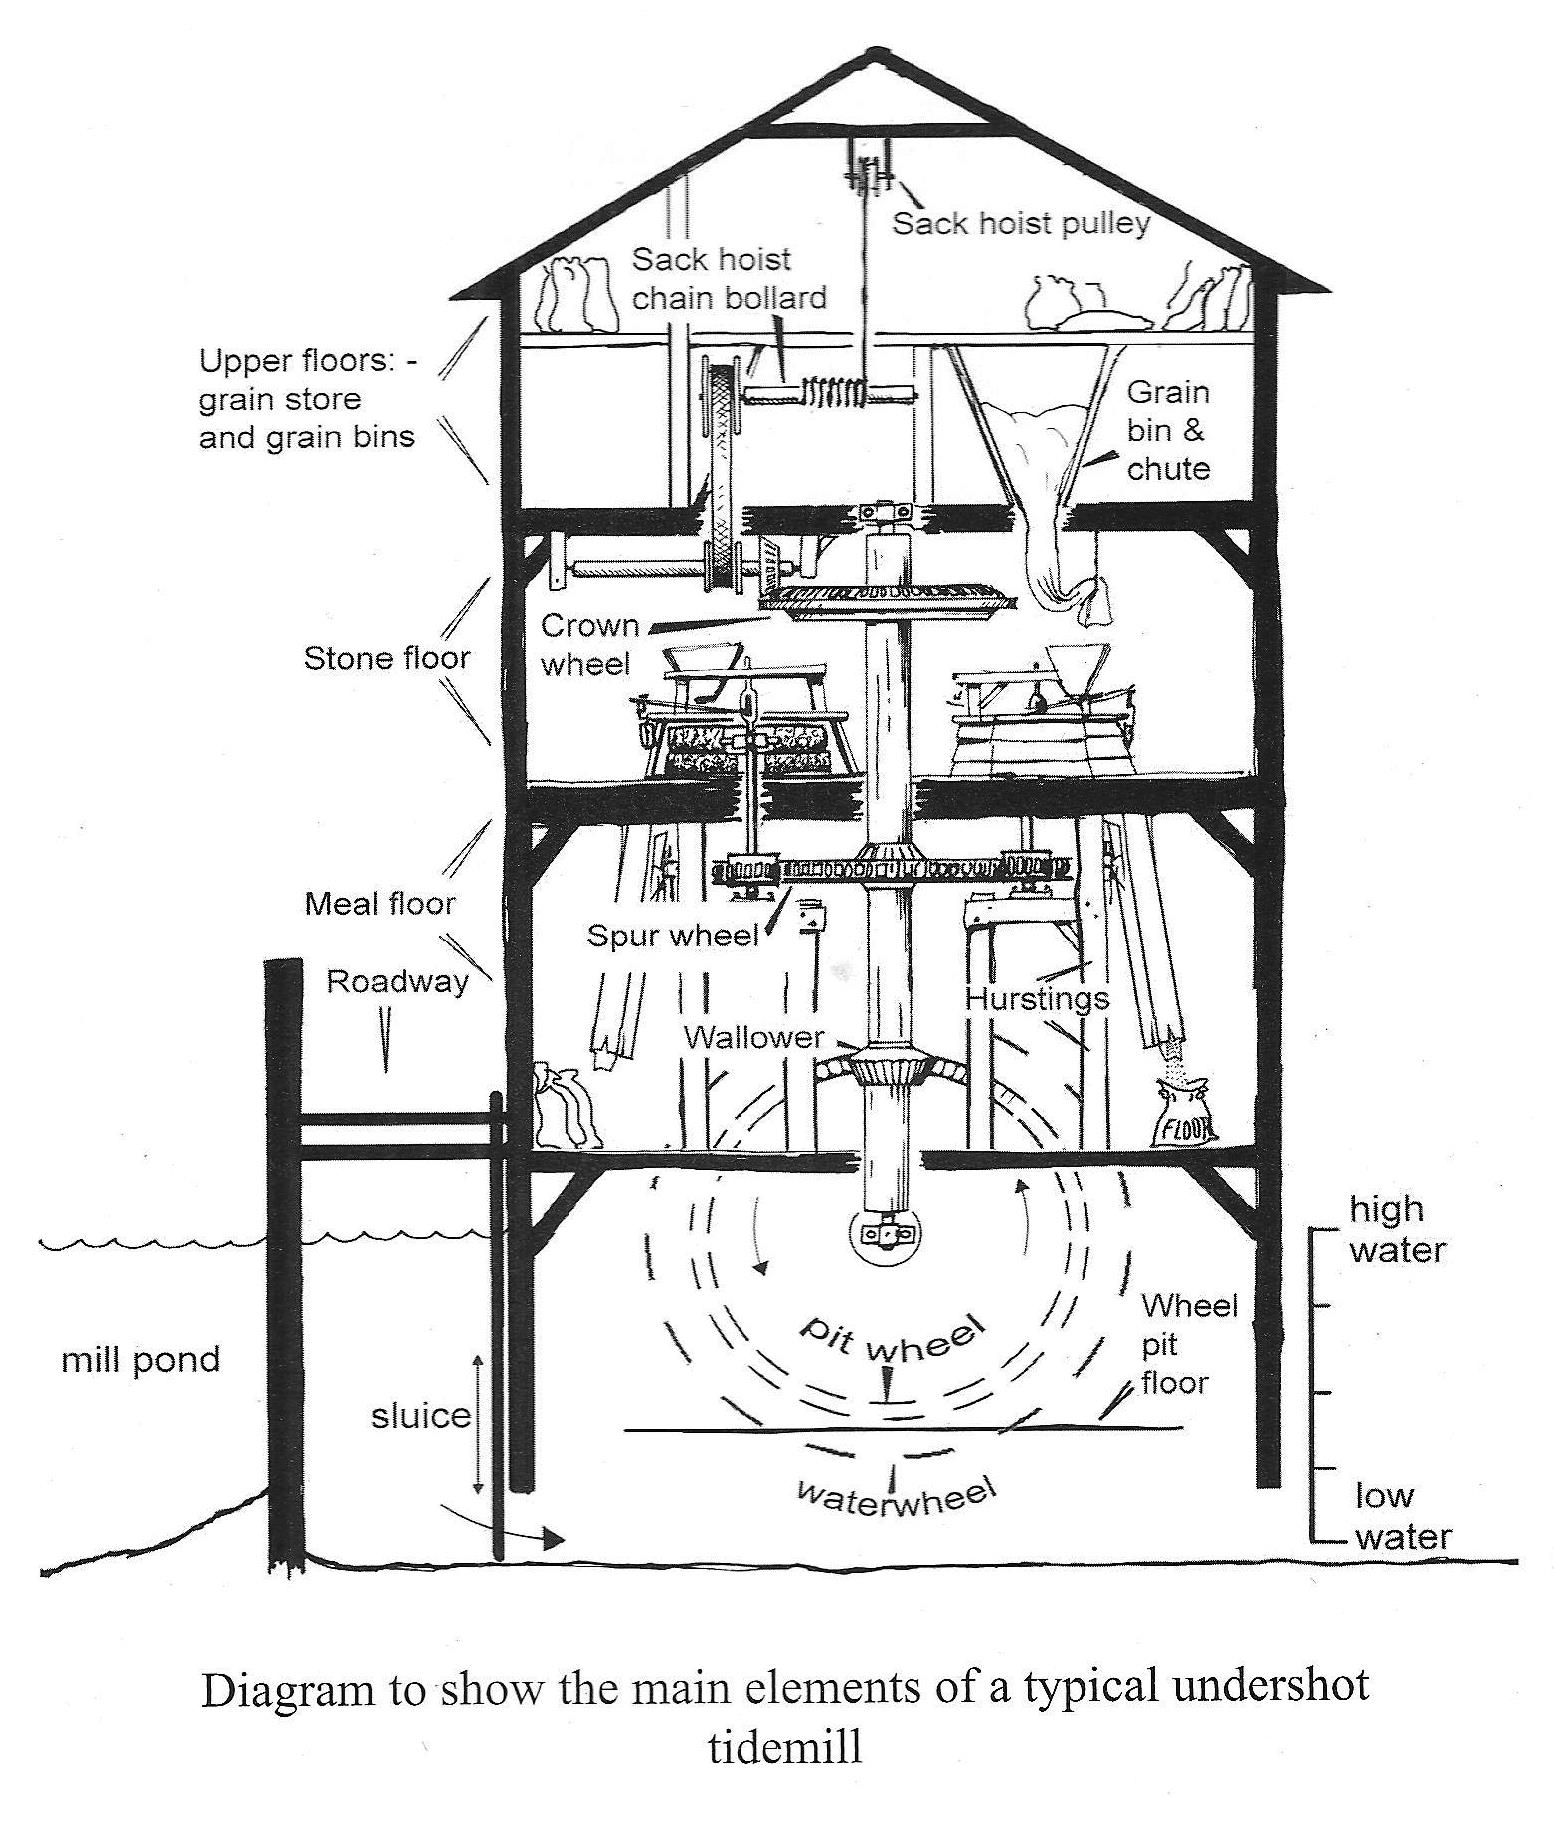 Sack hoist pulley
Sack hoist
chain bollard
Upper floors: -
grain store
and grain bins
Grain
bin &
chute
Crown
wheel
Stone floor
Meal floor
Spur wheel
Roadway
Hurstings
Wallower
FLOUR
high
water
Wheel
pit
floor
pit wheel
mill pond
sluice
waterwheel
low
water
Diagram to show the main elements of a typical undershot
tidemill